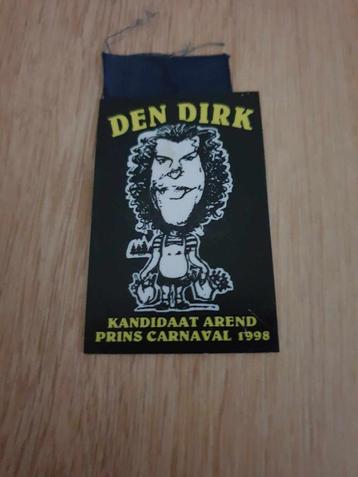 DEN DIRK
KANDIDAAT AREND
PRINS CARNAVAL 1998